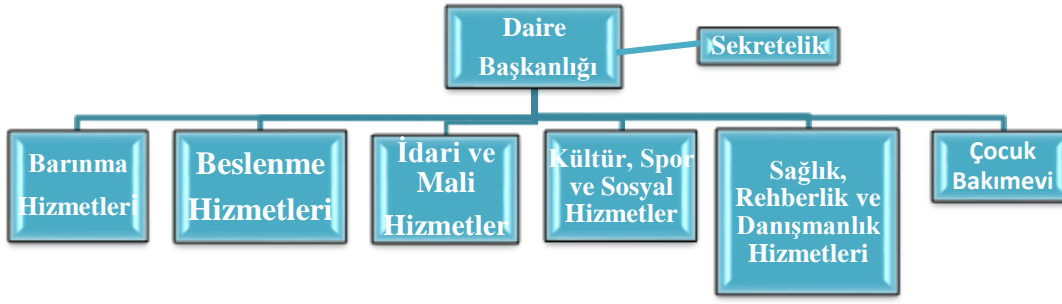 Daire
Başkanlığı
Sekretelik
Barınma
Hizmetleri
Beslenme
Hizmetleri
İdari ve
Mali
Hizmetler
Kültür, Spor
ve Sosyal
Hizmetler
Sağlık,
Rehberlik ve
Danışmanlık
Hizmetleri
Çocuk
Bakımevi